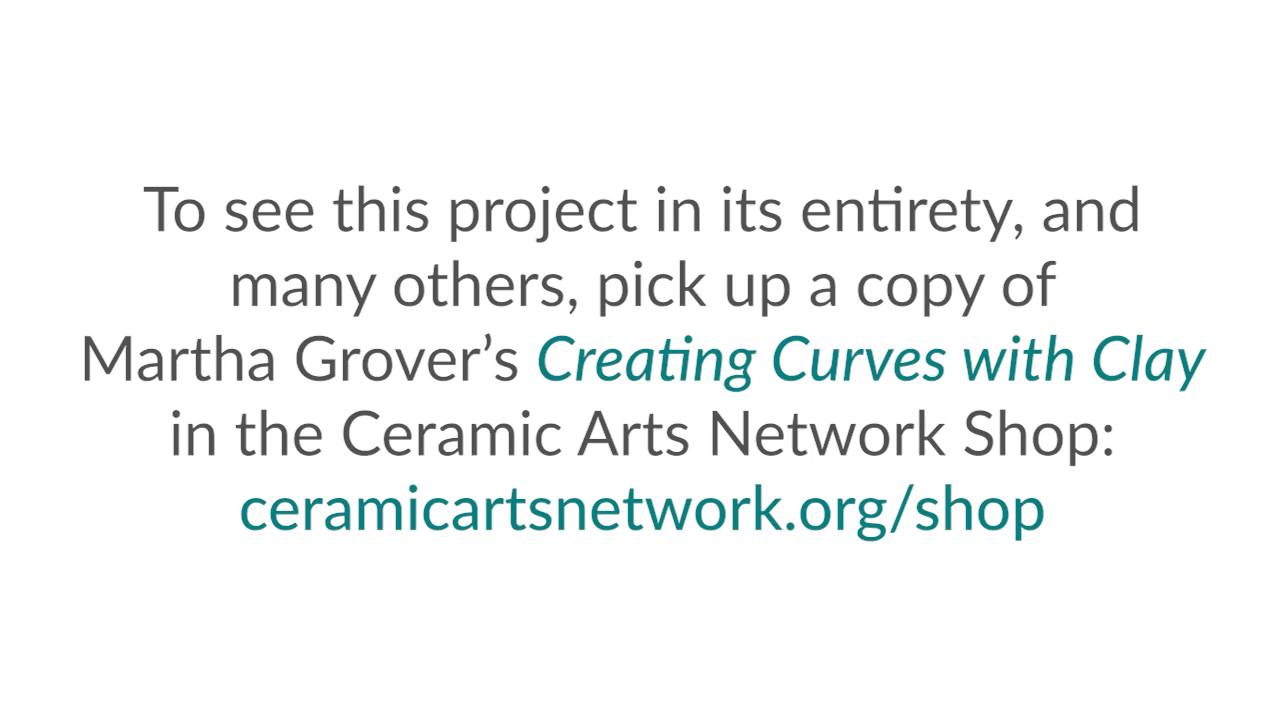 To see this project in its entirety, and
many others, pick up a copy of
Martha Grover’s Creating Curves with Clay
in the Ceramic Arts Network Shop:
ceramicartsnetwork.org/shop